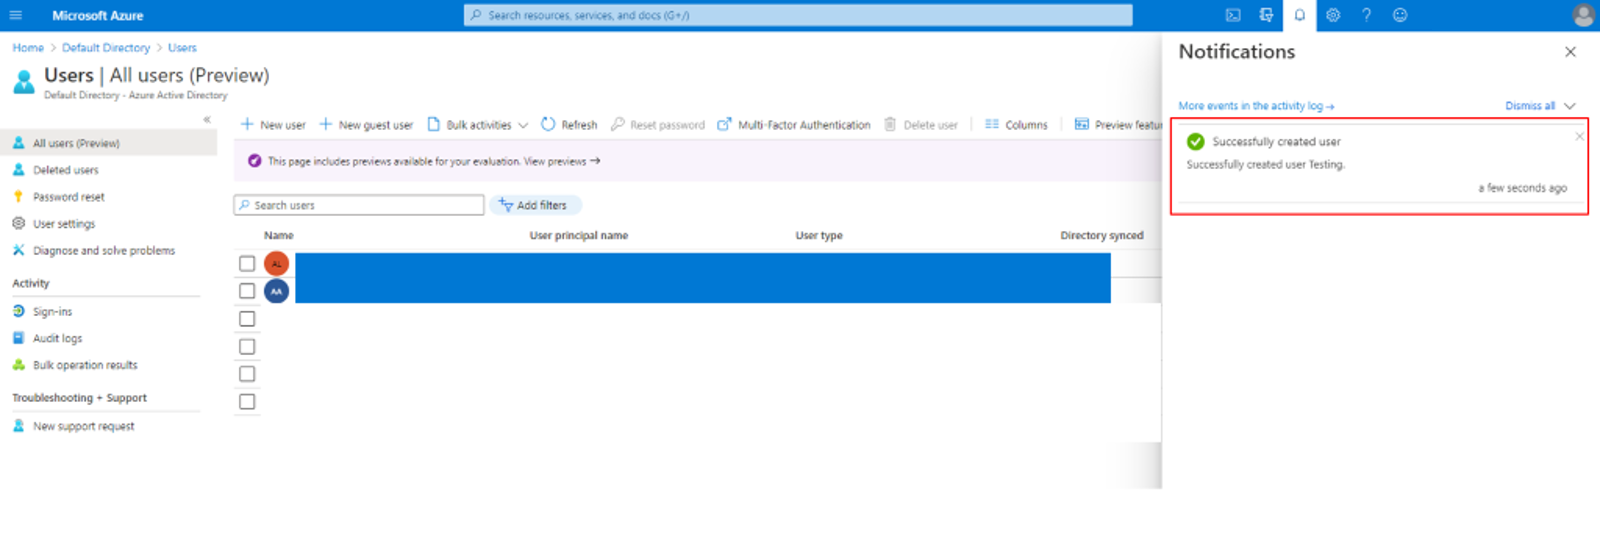 Microsoft Azure
Search resources, services, and docs (G+/)
Home > Default Directory > Users
Users | All users (Preview)
Default Directory - Azure Active Directory
«
All users (Preview)
Deleted users
Password reset
User settings
Diagnose and solve problems
Activity
Sign-ins
Audit logs
Bulk operation results
Troubleshooting + Support
New support request
New user
New guest user
Bulk activities
Refresh
Reset password
Multi-Factor Authentication
Delete user
Columns
Preview featur
This page includes previews available for your evaluation. View previews →
Search users
Add filters
Name User principal name User type Directory synced
AL
AA
Notifications
More events in the activity log →
Dismiss all
Successfully created user
Successfully created user Testing.
a few seconds ago